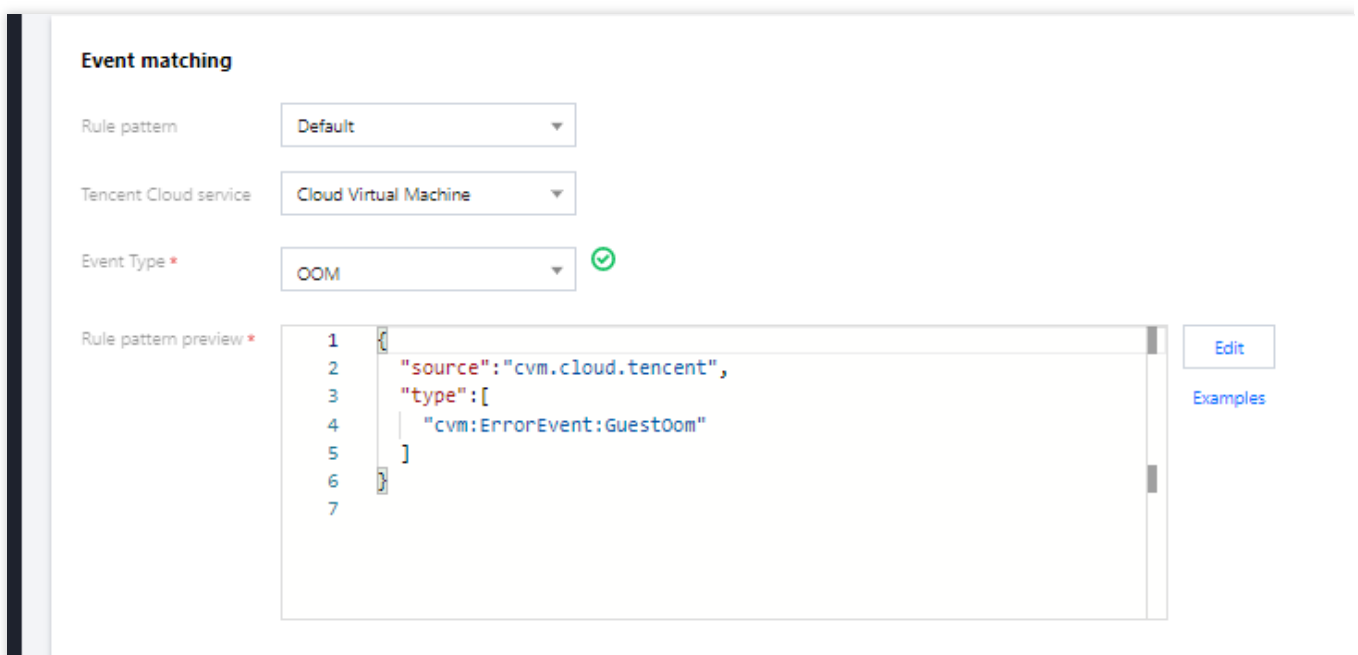 Event matching
Rule pattern Default
Tencent Cloud service Cloud Virtual Machine
Event Type * OOM
Rule pattern preview *
1 {
2 "source":"cvm.cloud.tencent",
3 "type":[
4 "cvm:ErrorEvent:GuestOom"
5 ]
6 }
7
Edit
Examples